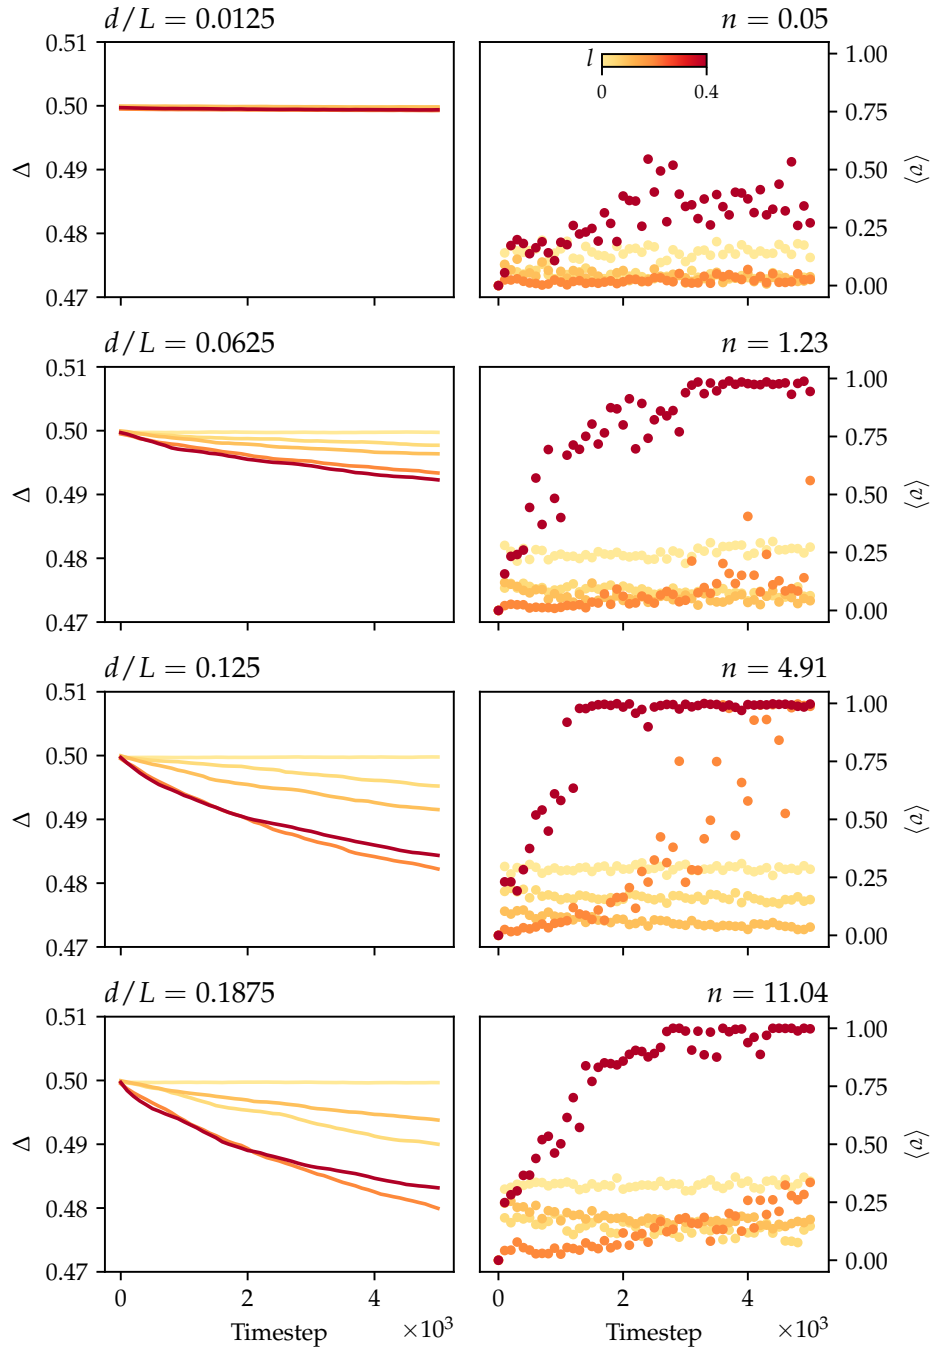 d/L = 0.0125
n = 0.05
0.51
0.50
0.49
0.48
0.47
Δ
l
0
0.4
1.00
0.75
0.50
0.25
0.00
⟨a⟩
d/L = 0.0625
n = 1.23
0.51
0.50
0.49
0.48
0.47
Δ
1.00
0.75
0.50
0.25
0.00
⟨a⟩
d/L = 0.125
n = 4.91
0.51
0.50
0.49
0.48
0.47
Δ
1.00
0.75
0.50
0.25
0.00
⟨a⟩
d/L = 0.1875
n = 11.04
0.51
0.50
0.49
0.48
0.47
Δ
1.00
0.75
0.50
0.25
0.00
⟨a⟩
0 2 4
Timestep ×10³
0 2 4
Timestep ×10³